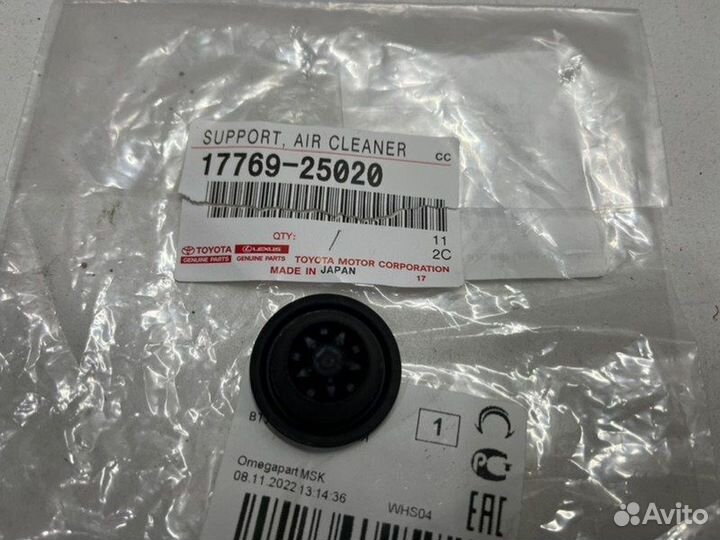 SUPPORT, AIR CLEANER
CC
17769-25020
QTY: / 11
2C
TOYOTA LEXUS
GENUINE PARTS GENUINE PARTS
TOYOTA MOTOR CORPORATION
MADE IN JAPAN 17
1
Omegapart MSK
08.11.2022 13:14:36
WHS04
EAC
Avito